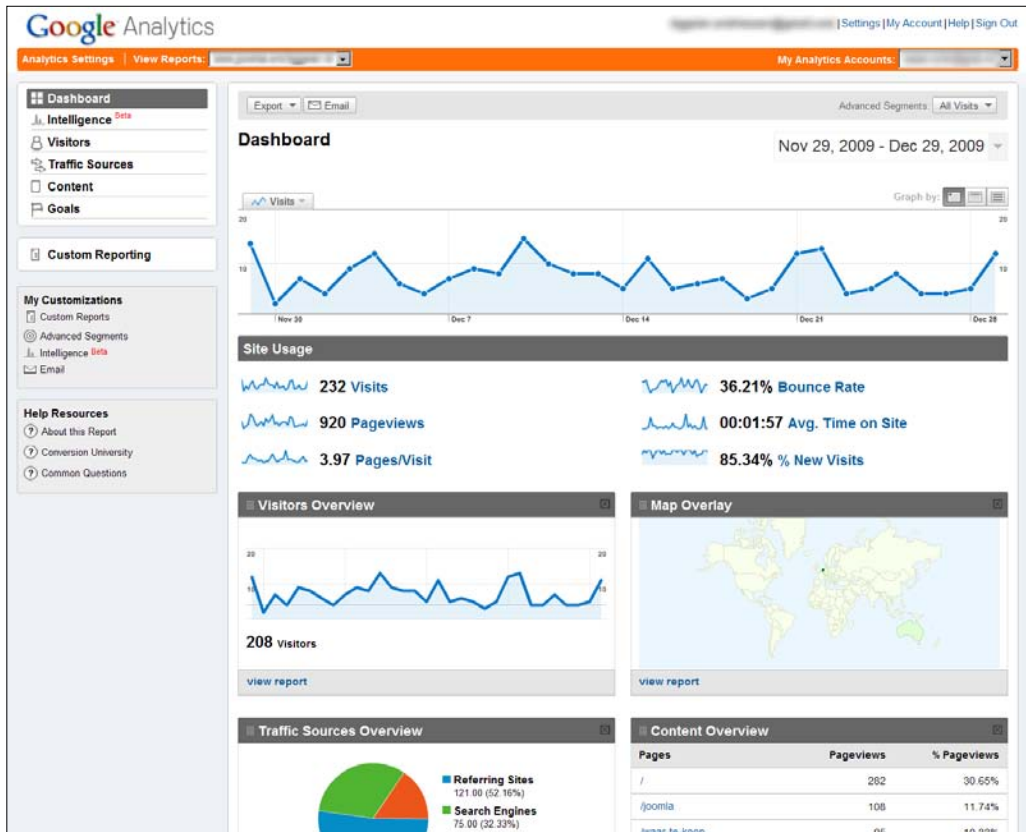 Google Analytics
Settings | My Account | Help | Sign Out
Analytics Settings | View Reports:
My Analytics Accounts:
Dashboard
Intelligence Beta
Visitors
Traffic Sources
Content
Goals
Custom Reporting
My Customizations
Custom Reports
Advanced Segments
Intelligence Beta
Email
Help Resources
? About this Report
? Conversion University
? Common Questions
Export Email
Advanced Segments: All Visits
Dashboard
Nov 29, 2009 - Dec 29, 2009
Visits
Graph by:
20 20
10 10
Nov 30 Dec 7 Dec 14 Dec 21 Dec 28
Site Usage
232 Visits
36.21% Bounce Rate
920 Pageviews
00:01:57 Avg. Time on Site
3.97 Pages/Visit
85.34% % New Visits
Visitors Overview
20 20
10 10
208 Visitors
view report
Map Overlay
view report
Traffic Sources Overview
Referring Sites
121.00 (52.16%)
Search Engines
75.00 (32.33%)
Content Overview
Pages Pageviews % Pageviews
/ 282 30.65%
/joomla 108 11.74%